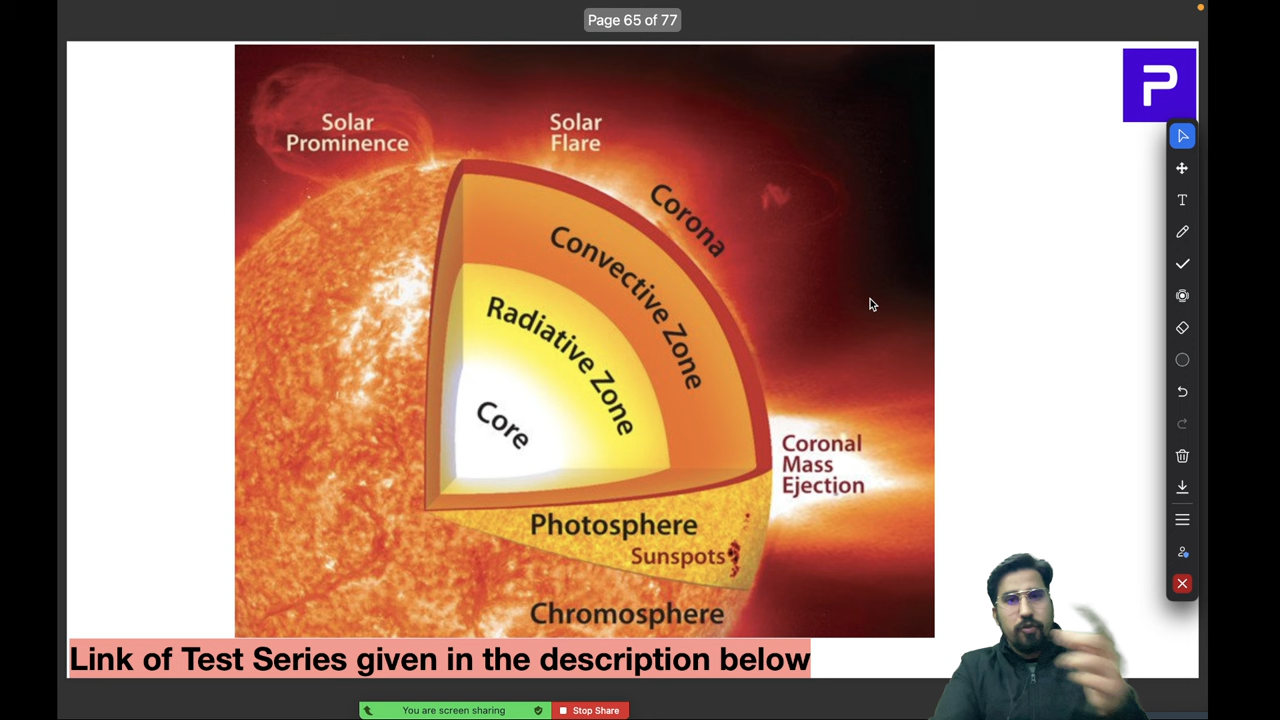 Page 65 of 77
P
Solar
Prominence
Solar
Flare
Corona
Convective Zone
Radiative Zone
Core
Coronal
Mass
Ejection
Photosphere
Sunspots
Chromosphere
Link of Test Series given in the description below
You are screen sharing
Stop Share